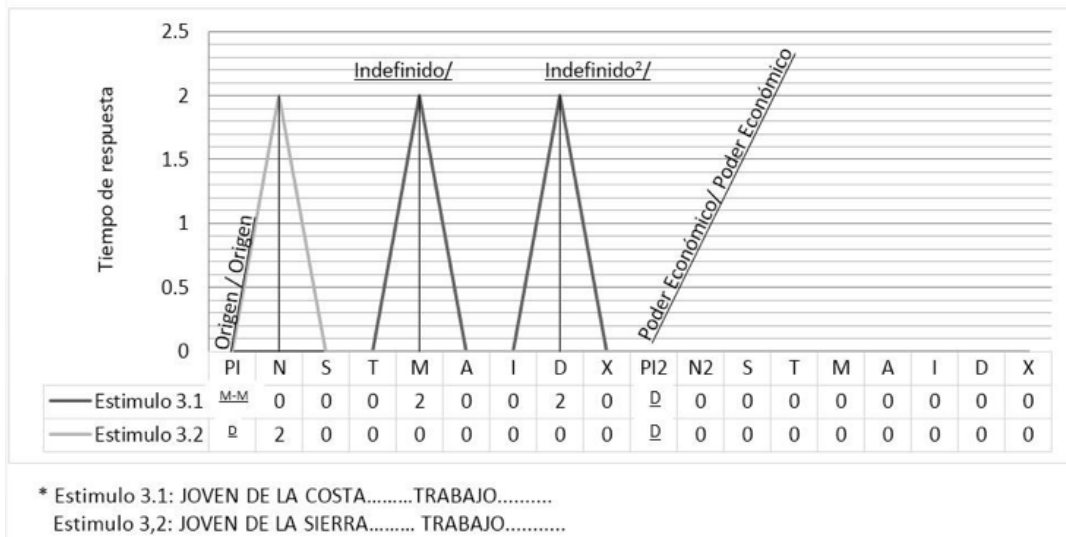 2.5
Indefinido/ Indefinido²/
2
1.5
1
0.5
0
Tiempo de respuesta
Origen / Origen
Poder Económico/ Poder Económico
PI N S T M A I D X PI2 N2 S T M A I D X
Estimulo 3.1 M-M 0 0 0 2 0 0 2 0 D 0 0 0 0 0 0 0 0
Estimulo 3.2 D 2 0 0 0 0 0 0 0 D 0 0 0 0 0 0 0 0
* Estimulo 3.1: JOVEN DE LA COSTA.........TRABAJO..........
Estimulo 3,2: JOVEN DE LA SIERRA......... TRABAJO...........